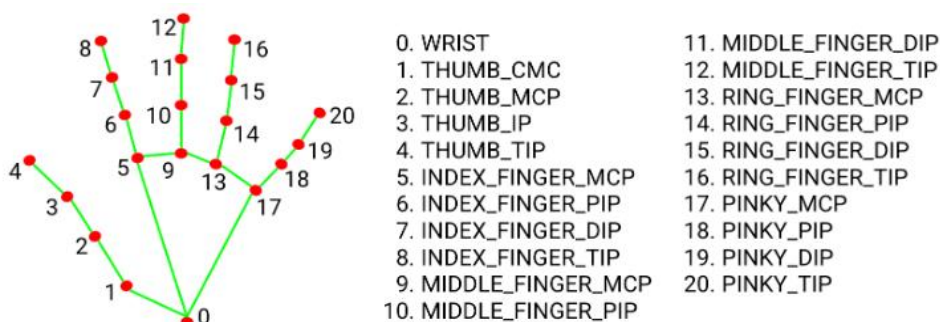 12
8
16
11
7
15
10
6
14
20
4
5
9
19
13
18
3
17
2
1
0
0. WRIST
1. THUMB_CMC
2. THUMB_MCP
3. THUMB_IP
4. THUMB_TIP
5. INDEX_FINGER_MCP
6. INDEX_FINGER_PIP
7. INDEX_FINGER_DIP
8. INDEX_FINGER_TIP
9. MIDDLE_FINGER_MCP
10. MIDDLE_FINGER_PIP
11. MIDDLE_FINGER_DIP
12. MIDDLE_FINGER_TIP
13. RING_FINGER_MCP
14. RING_FINGER_PIP
15. RING_FINGER_DIP
16. RING_FINGER_TIP
17. PINKY_MCP
18. PINKY_PIP
19. PINKY_DIP
20. PINKY_TIP